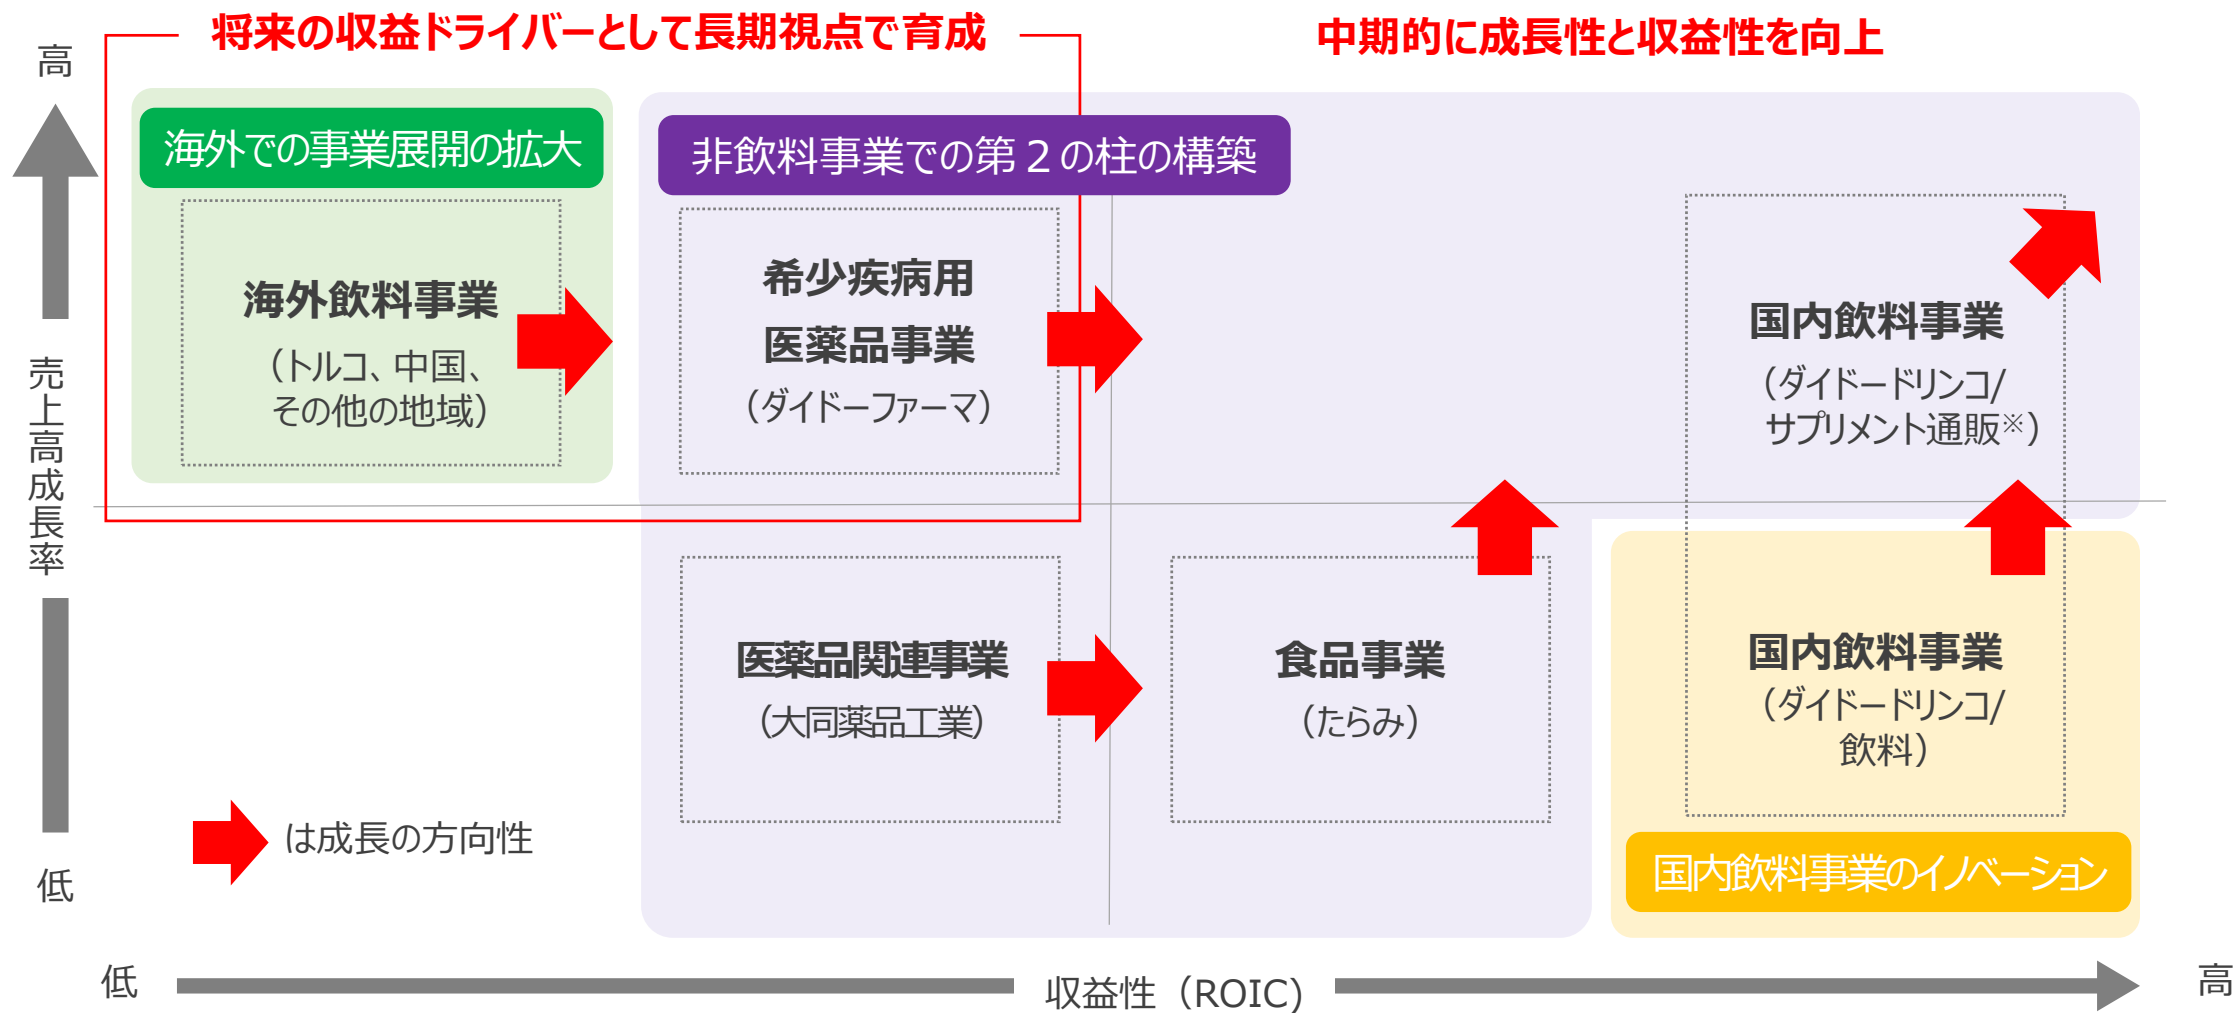 将来の収益ドライバーとして長期視点で育成
中期的に成長性と収益性を向上
高
海外での事業展開の拡大
非飲料事業での第２の柱の構築
海外飲料事業
（トルコ、中国、
その他の地域）
希少疾病用
医薬品事業
（ダイドーファーマ）
国内飲料事業
（ダイドードリンコ/
サプリメント通販※）
売上高成長率
医薬品関連事業
（大同薬品工業）
食品事業
（たらみ）
国内飲料事業
（ダイドードリンコ/
飲料）
は成長の方向性
国内飲料事業のイノベーション
低
低
収益性（ROIC)
高